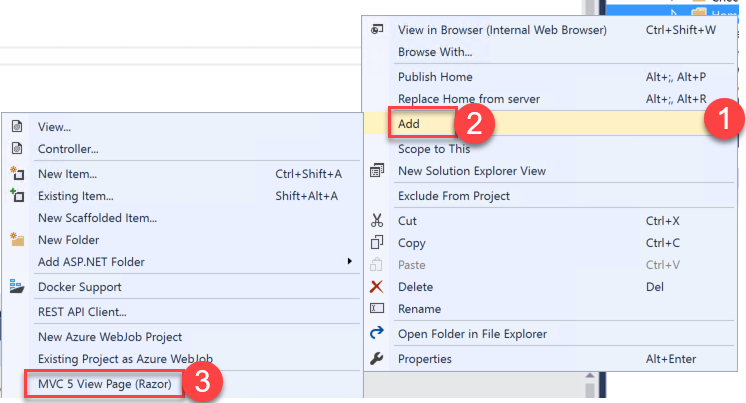 Home
View in Browser (Internal Web Browser) Ctrl+Shift+W
Browse With...
Publish Home Alt+;, Alt+P
Replace Home from server Alt+;, Alt+R
Add
2
1
Scope to This
New Solution Explorer View
Exclude From Project
Cut Ctrl+X
Copy Ctrl+C
Paste Ctrl+V
Delete Del
Rename
Open Folder in File Explorer
Properties Alt+Enter
View...
Controller...
New Item... Ctrl+Shift+A
Existing Item... Shift+Alt+A
New Scaffolded Item...
New Folder
Add ASP.NET Folder
Docker Support
REST API Client...
New Azure WebJob Project
Existing Project as Azure WebJob
MVC 5 View Page (Razor)
3